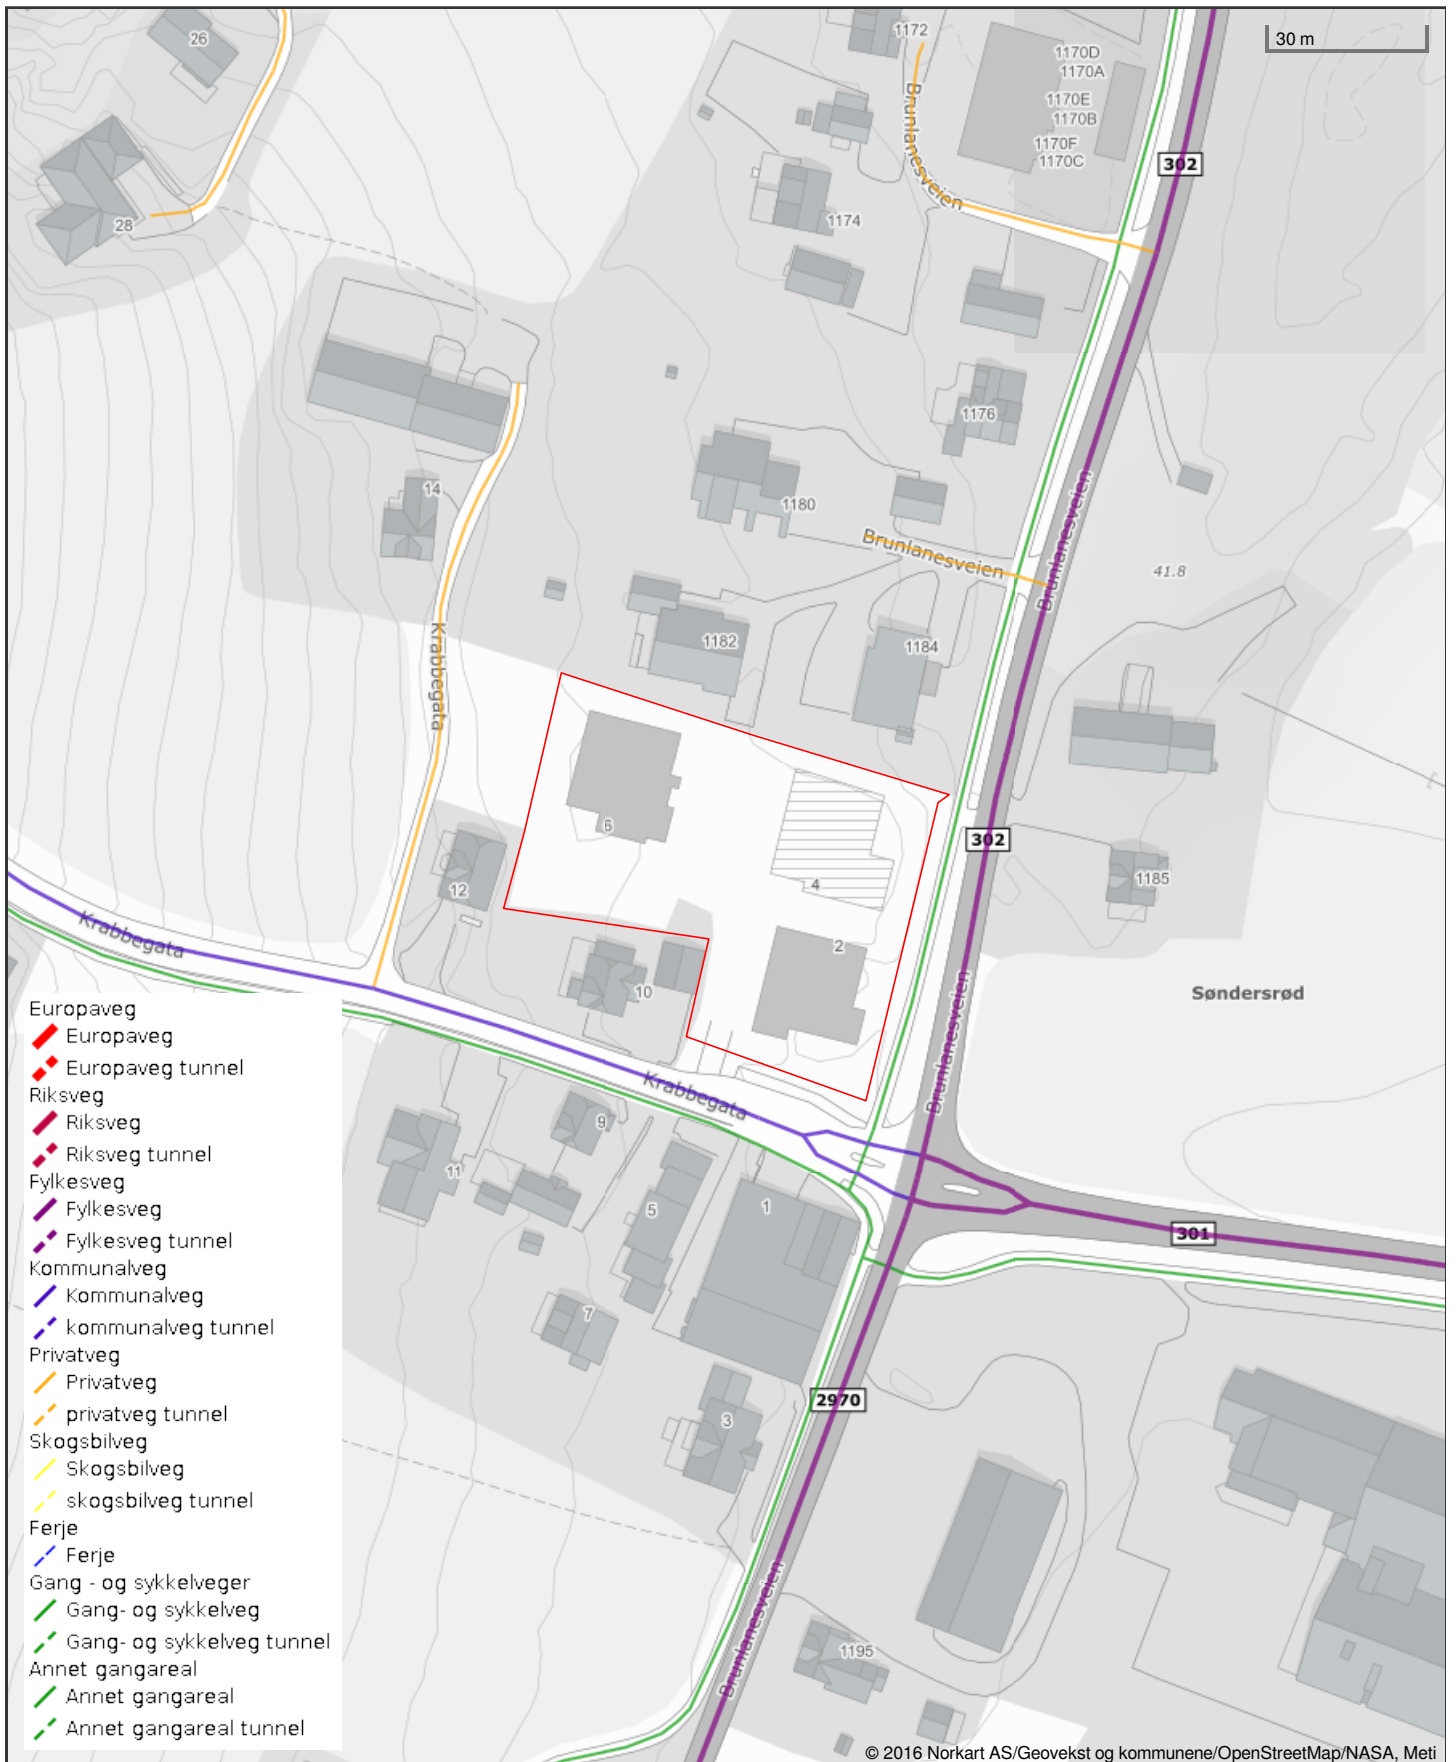 30 m
26
1172
1170D
1170A
1170E
1170B
1170F
1170C
302
Brunlanesveien
28
1174
1176
14
1180
Brunlanesveien
Brunlanesveien
41.8
Krabbegata
1182
1184
6
302
4
12
1185
2
Krabbegata
10
Søndersrød
Brunlanesveien
Krabbegata
9
11
5
1
301
7
2970
3
1195
Brunlanesveien
Europaveg
Europaveg
Europaveg tunnel
Riksveg
Riksveg
Riksveg tunnel
Fylkesveg
Fylkesveg
Fylkesveg tunnel
Kommunalveg
Kommunalveg
kommunalveg tunnel
Privatveg
Privatveg
privatveg tunnel
Skogsbilveg
Skogsbilveg
skogsbilveg tunnel
Ferje
Ferje
Gang - og sykkelveger
Gang- og sykkelveg
Gang- og sykkelveg tunnel
Annet gangareal
Annet gangareal
Annet gangareal tunnel
© 2016 Norkart AS/Geovekst og kommunene/OpenStreetMap/NASA, Meti